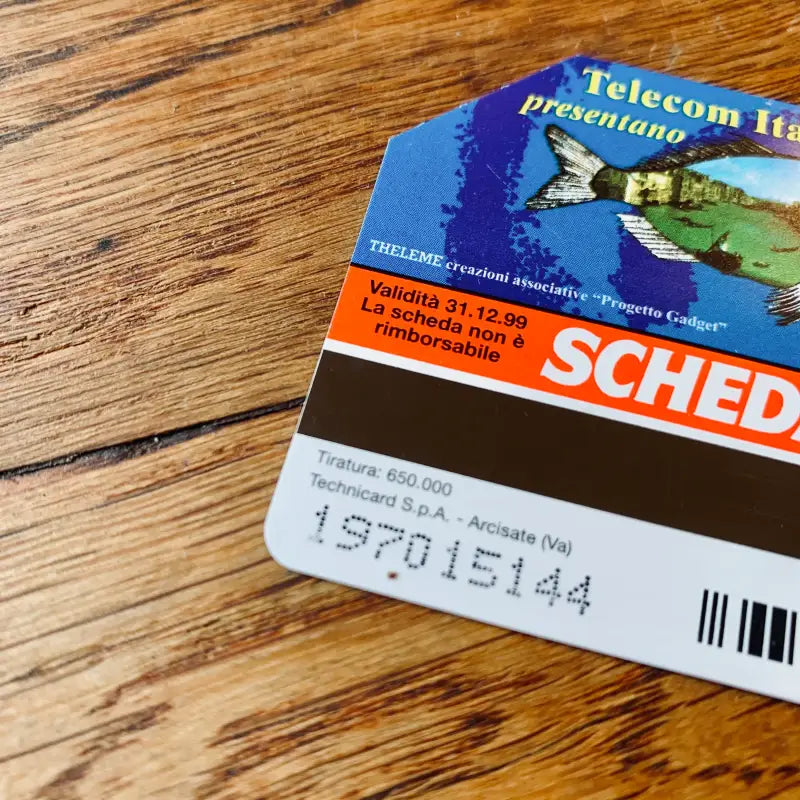 Telecom Ita
presentano
THELEME creazioni associative "Progetto Gadget"
Validità 31.12.99
La scheda non è
rimborsabile
SCHED
Tiratura: 650.000
Technicard S.p.A. - Arcisate (Va)
197015144